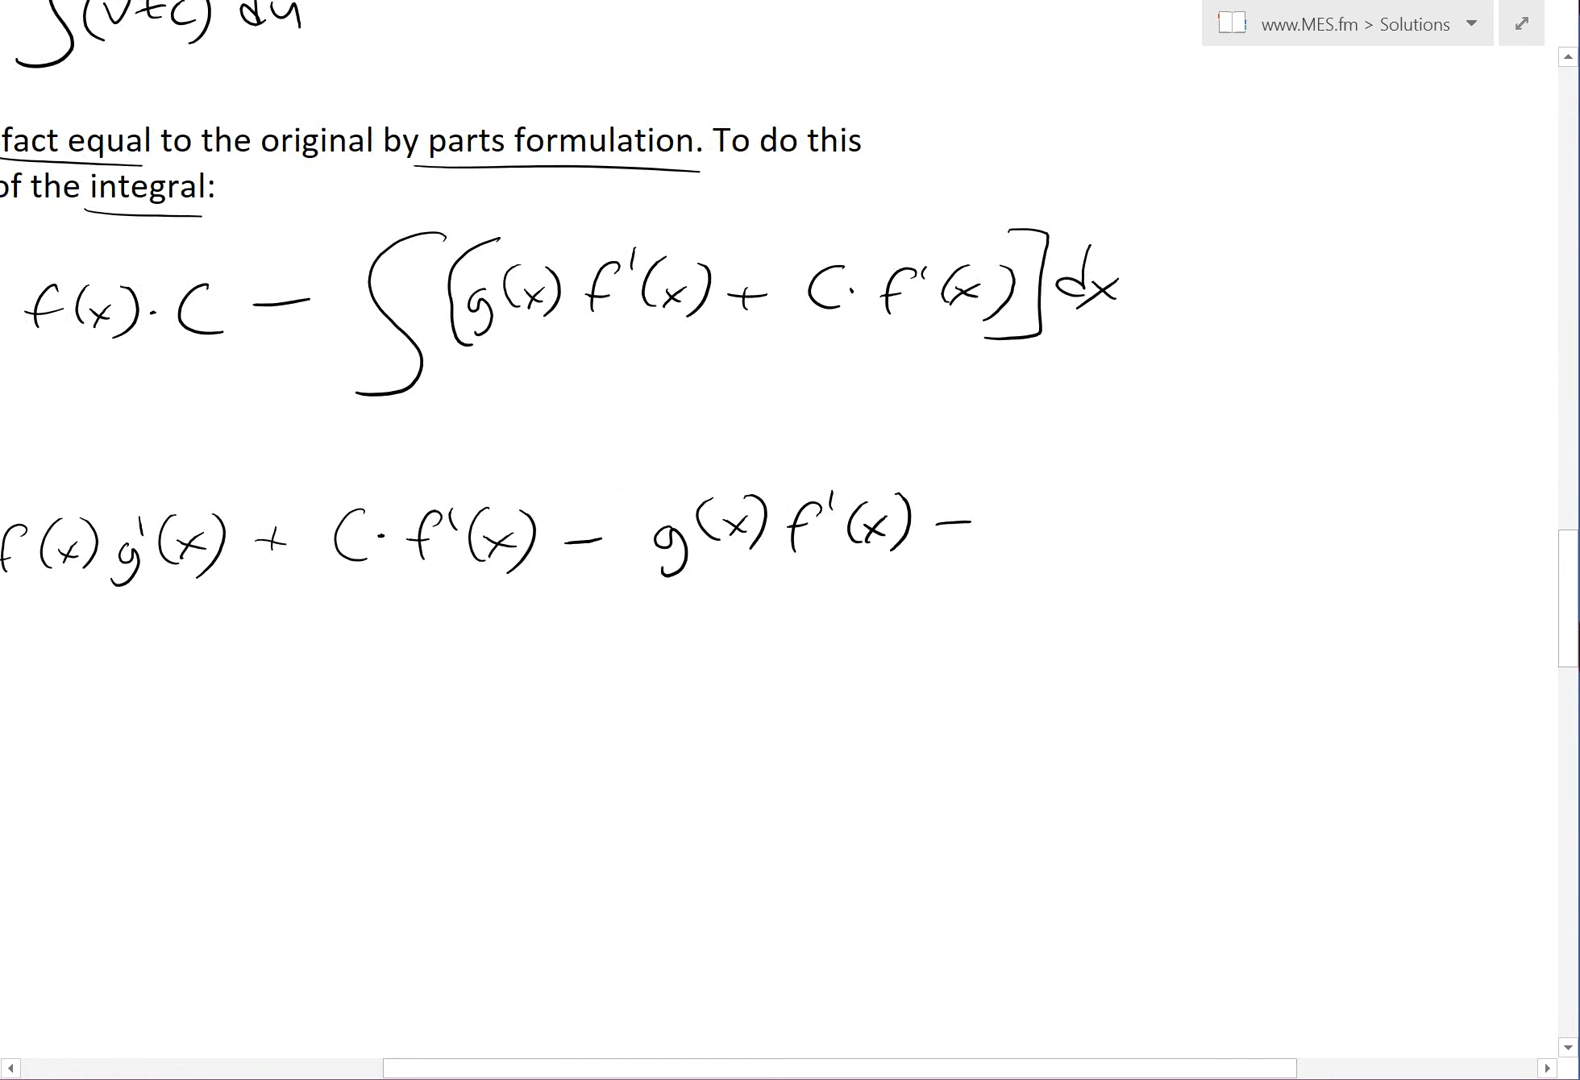 ∫(v+c) du
www.MES.fm > Solutions
fact equal to the original by parts formulation. To do this
of the integral:
f(x)·C − ∫[g(x) f'(x) + C·f'(x)]dx
f(x)g'(x) + C·f'(x) − g(x)f'(x) −